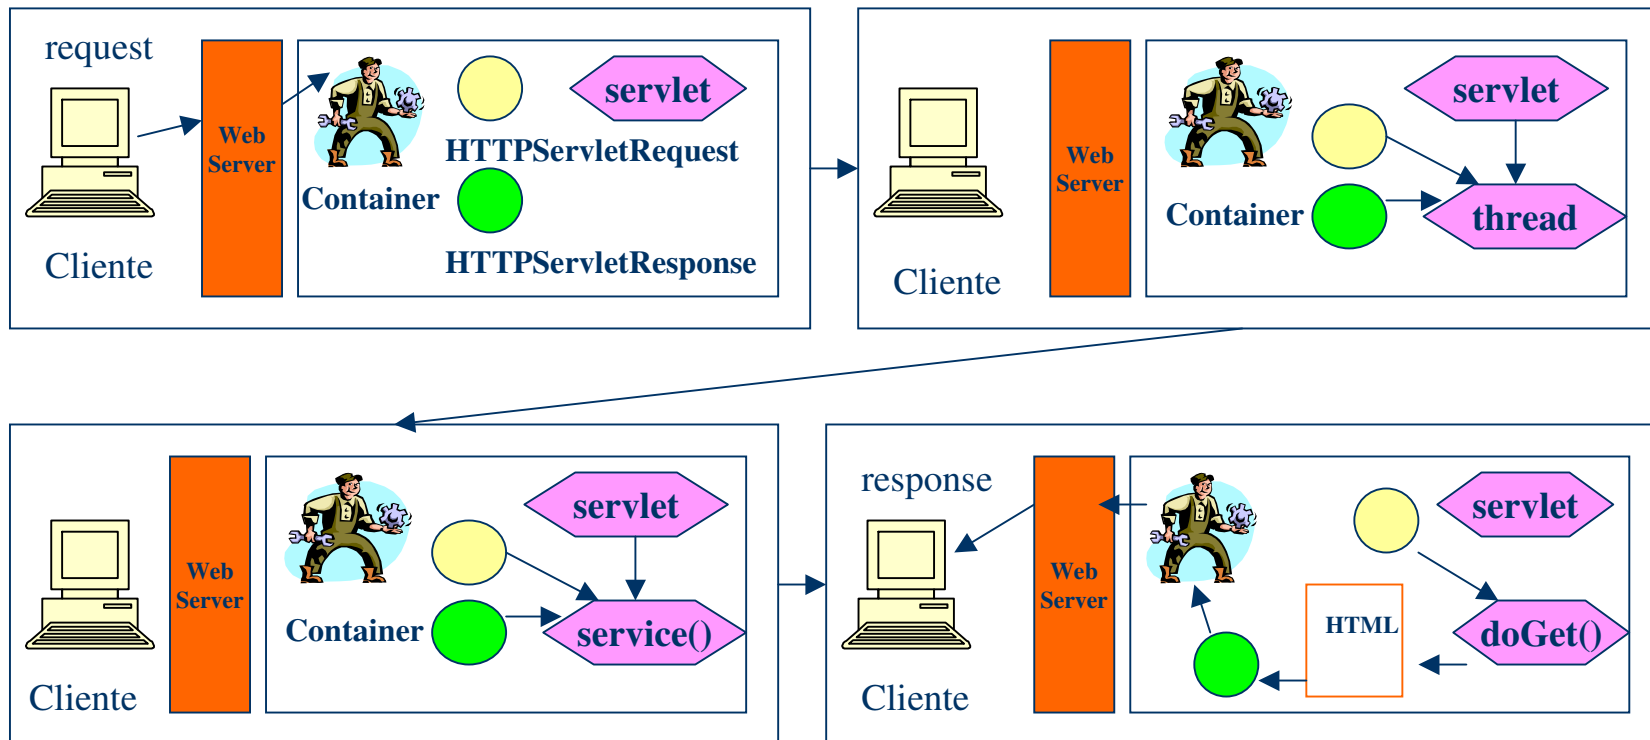 request
servlet
Web
Server
HTTPServletRequest
Container
HTTPServletResponse
Cliente
servlet
Web
Server
Container
thread
Cliente
servlet
Web
Server
Container
service()
Cliente
response
servlet
Web
Server
HTML
doGet()
Cliente